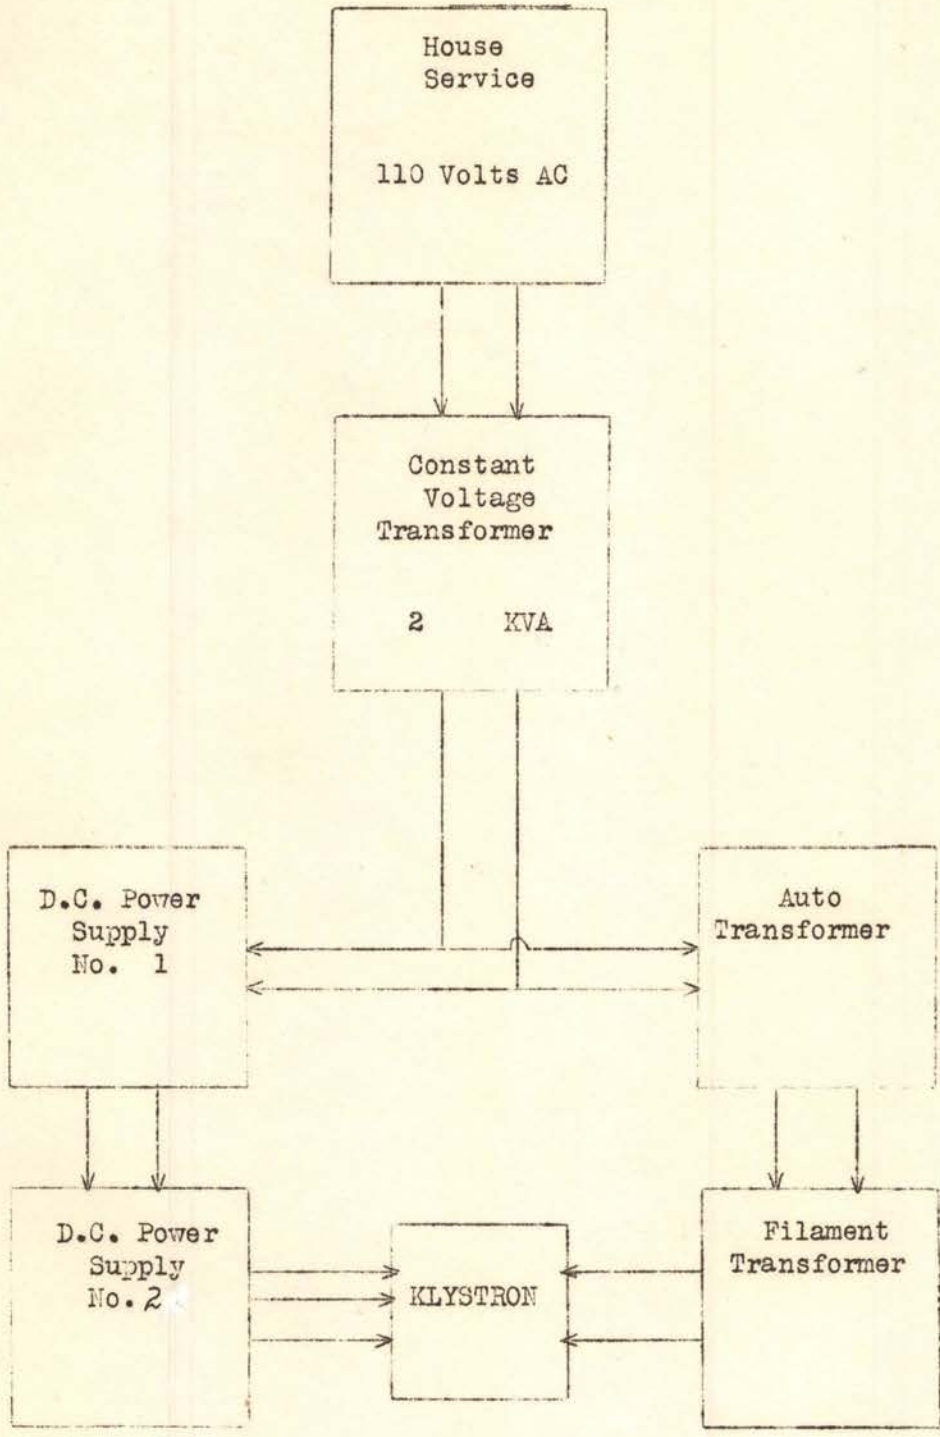 House
Service
110 Volts AC
Constant
Voltage
Transformer
2 KVA
D.C. Power
Supply
No. 1
Auto
Transformer
D.C. Power
Supply
No. 2
KLYSTRON
Filament
Transformer